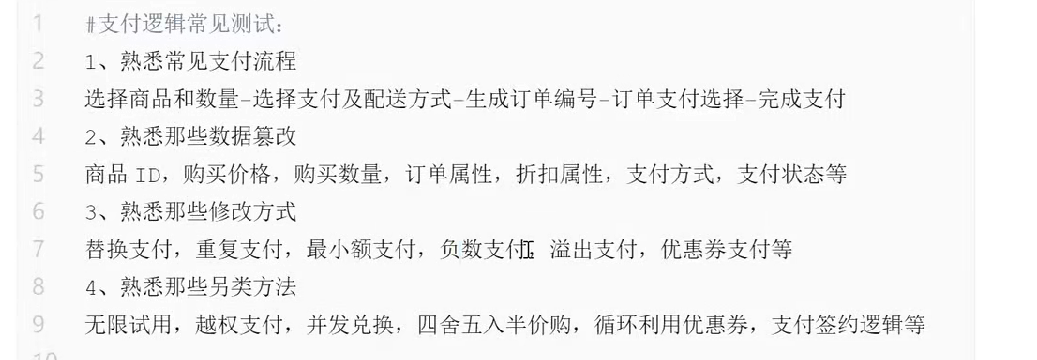 1 #支付逻辑常见测试:
2 1、熟悉常见支付流程
3 选择商品和数量-选择支付及配送方式-生成订单编号-订单支付选择-完成支付
4 2、熟悉那些数据篡改
5 商品 ID，购买价格，购买数量，订单属性，折扣属性，支付方式，支付状态等
6 3、熟悉那些修改方式
7 替换支付，重复支付，最小额支付，负数支付，溢出支付，优惠券支付等
8 4、熟悉那些另类方法
9 无限试用，越权支付，并发兑换，四舍五入半价购，循环利用优惠券，支付签约逻辑等
10